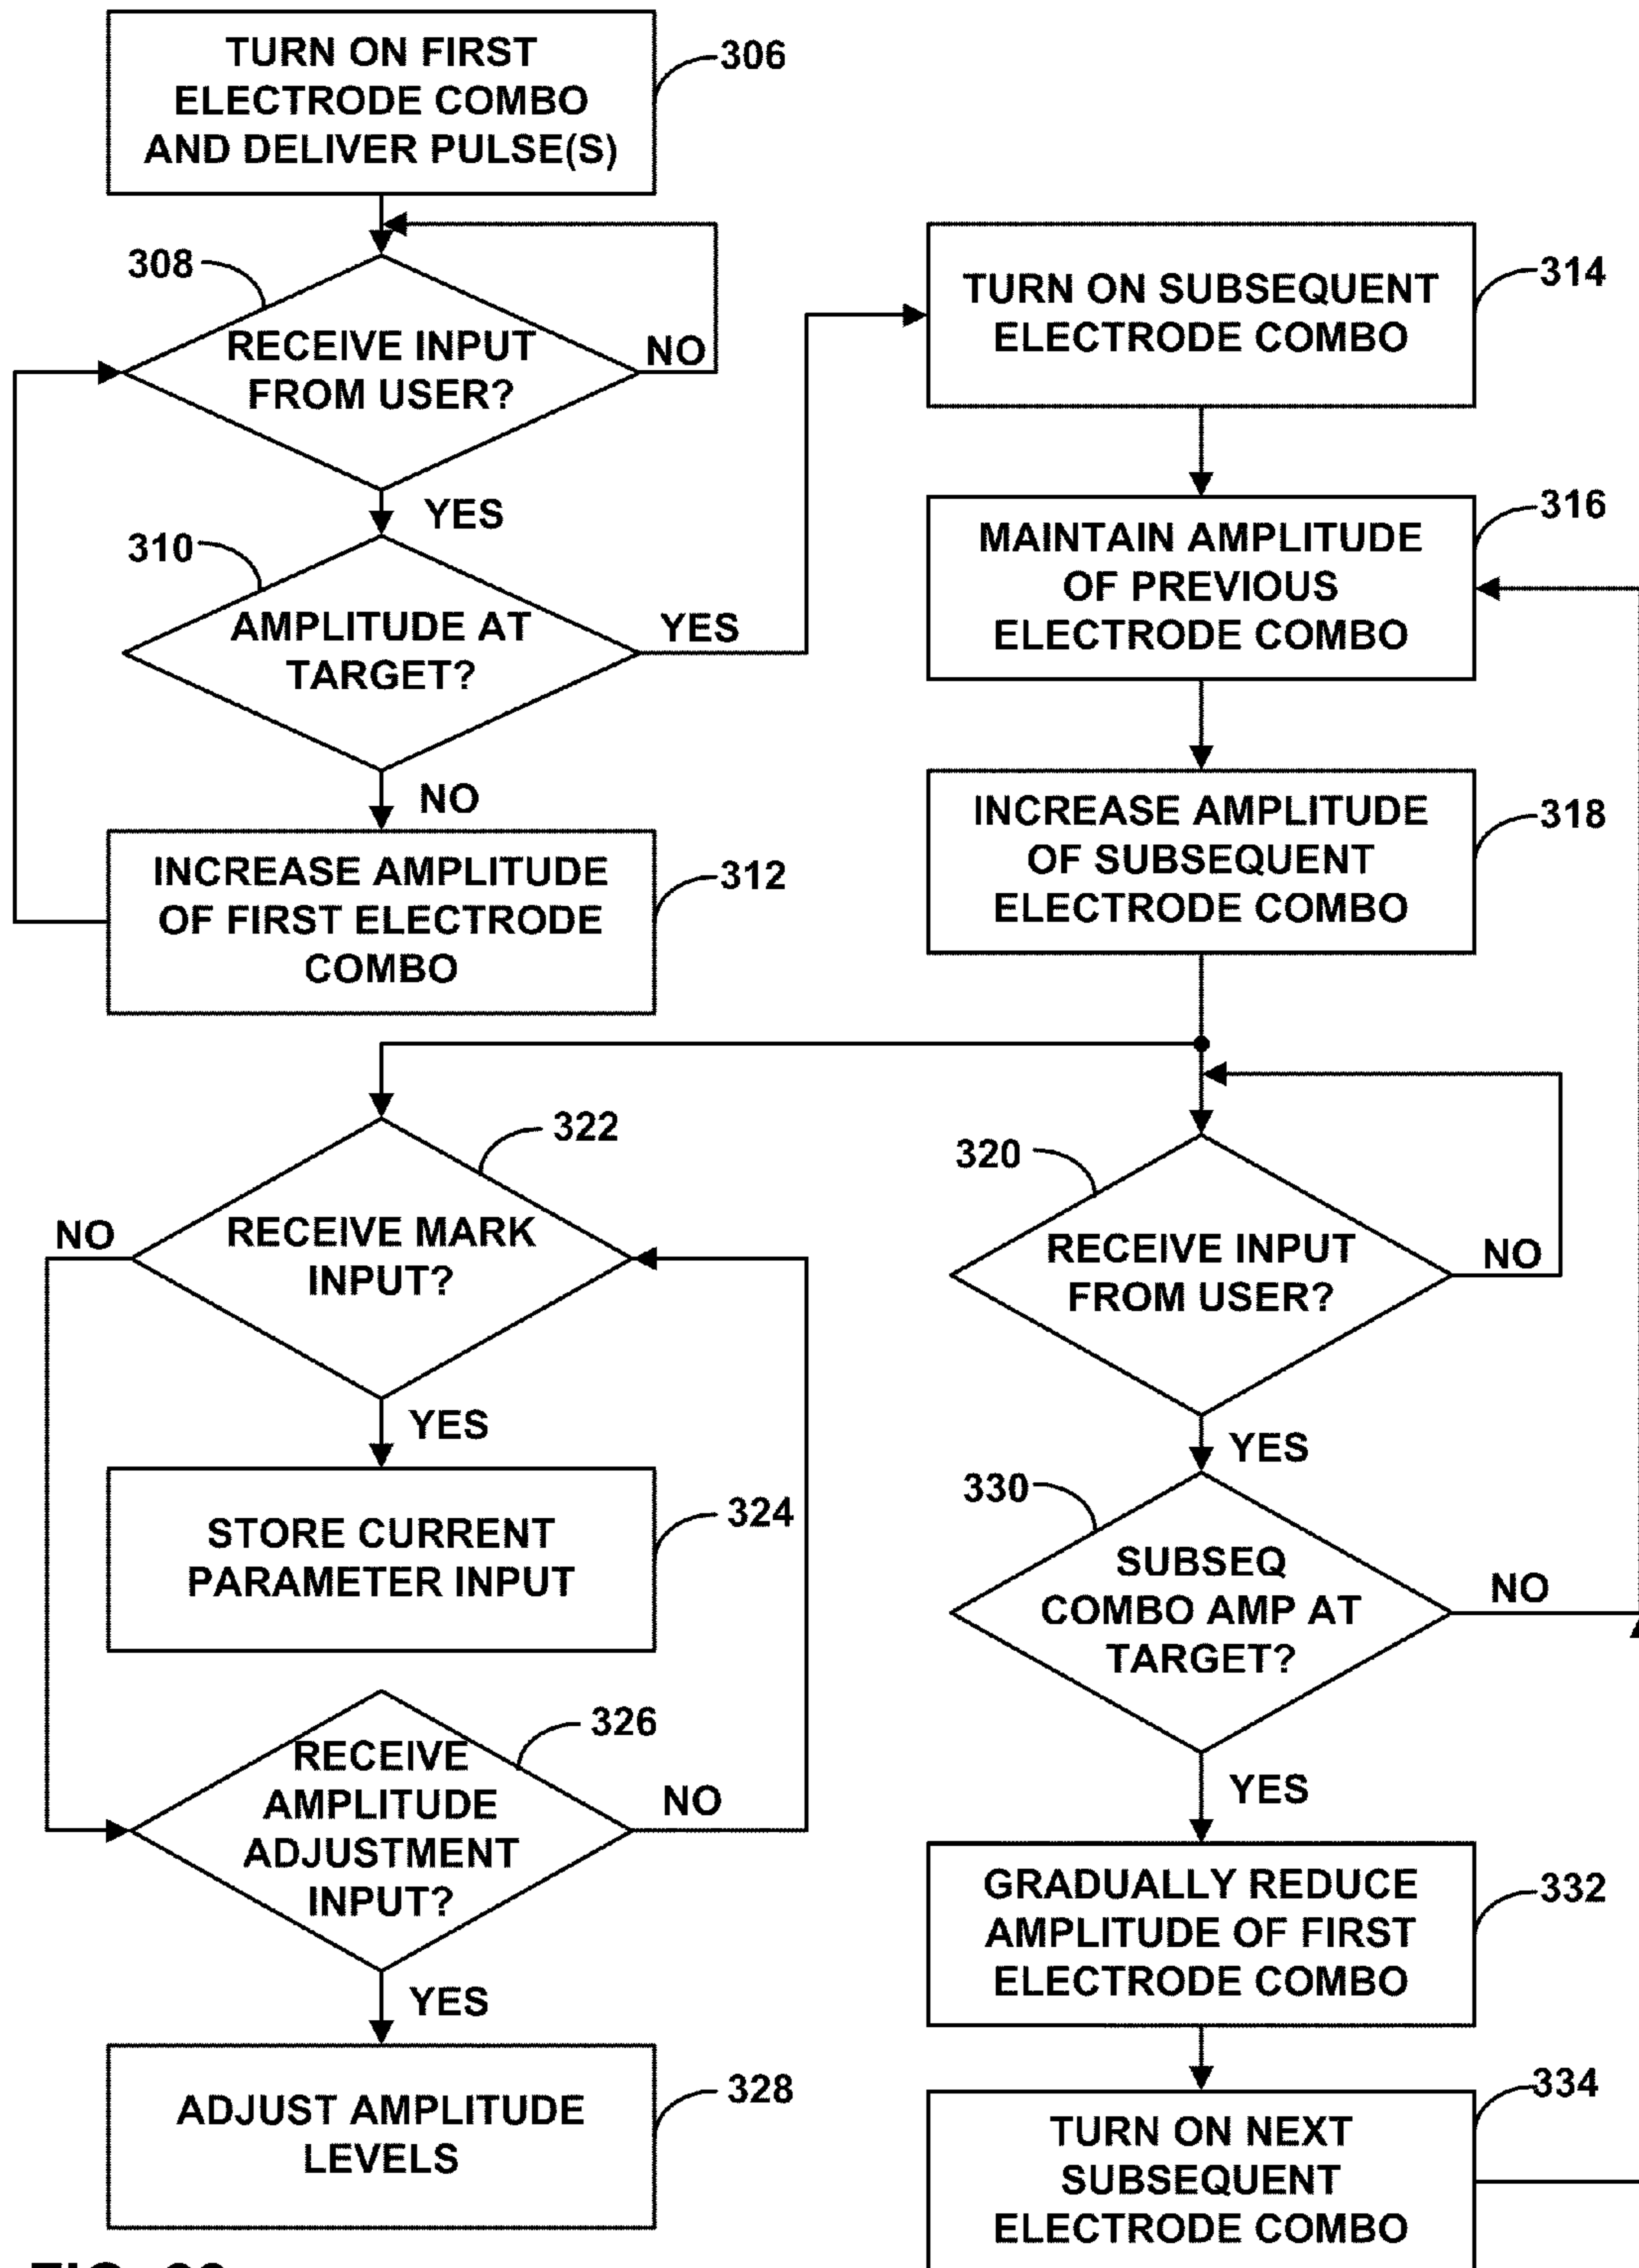 TURN ON FIRST
ELECTRODE COMBO
AND DELIVER PULSE(S)
306
308
RECEIVE INPUT
FROM USER?
NO
YES
310
AMPLITUDE AT
TARGET?
YES
NO
INCREASE AMPLITUDE
OF FIRST ELECTRODE
COMBO
312
TURN ON SUBSEQUENT
ELECTRODE COMBO
314
MAINTAIN AMPLITUDE
OF PREVIOUS
ELECTRODE COMBO
316
INCREASE AMPLITUDE
OF SUBSEQUENT
ELECTRODE COMBO
318
322
RECEIVE MARK
INPUT?
NO
YES
STORE CURRENT
PARAMETER INPUT
324
326
RECEIVE
AMPLITUDE
ADJUSTMENT
INPUT?
NO
YES
ADJUST AMPLITUDE
LEVELS
328
320
RECEIVE INPUT
FROM USER?
NO
YES
330
SUBSEQ
COMBO AMP AT
TARGET?
NO
YES
GRADUALLY REDUCE
AMPLITUDE OF FIRST
ELECTRODE COMBO
332
TURN ON NEXT
SUBSEQUENT
ELECTRODE COMBO
334